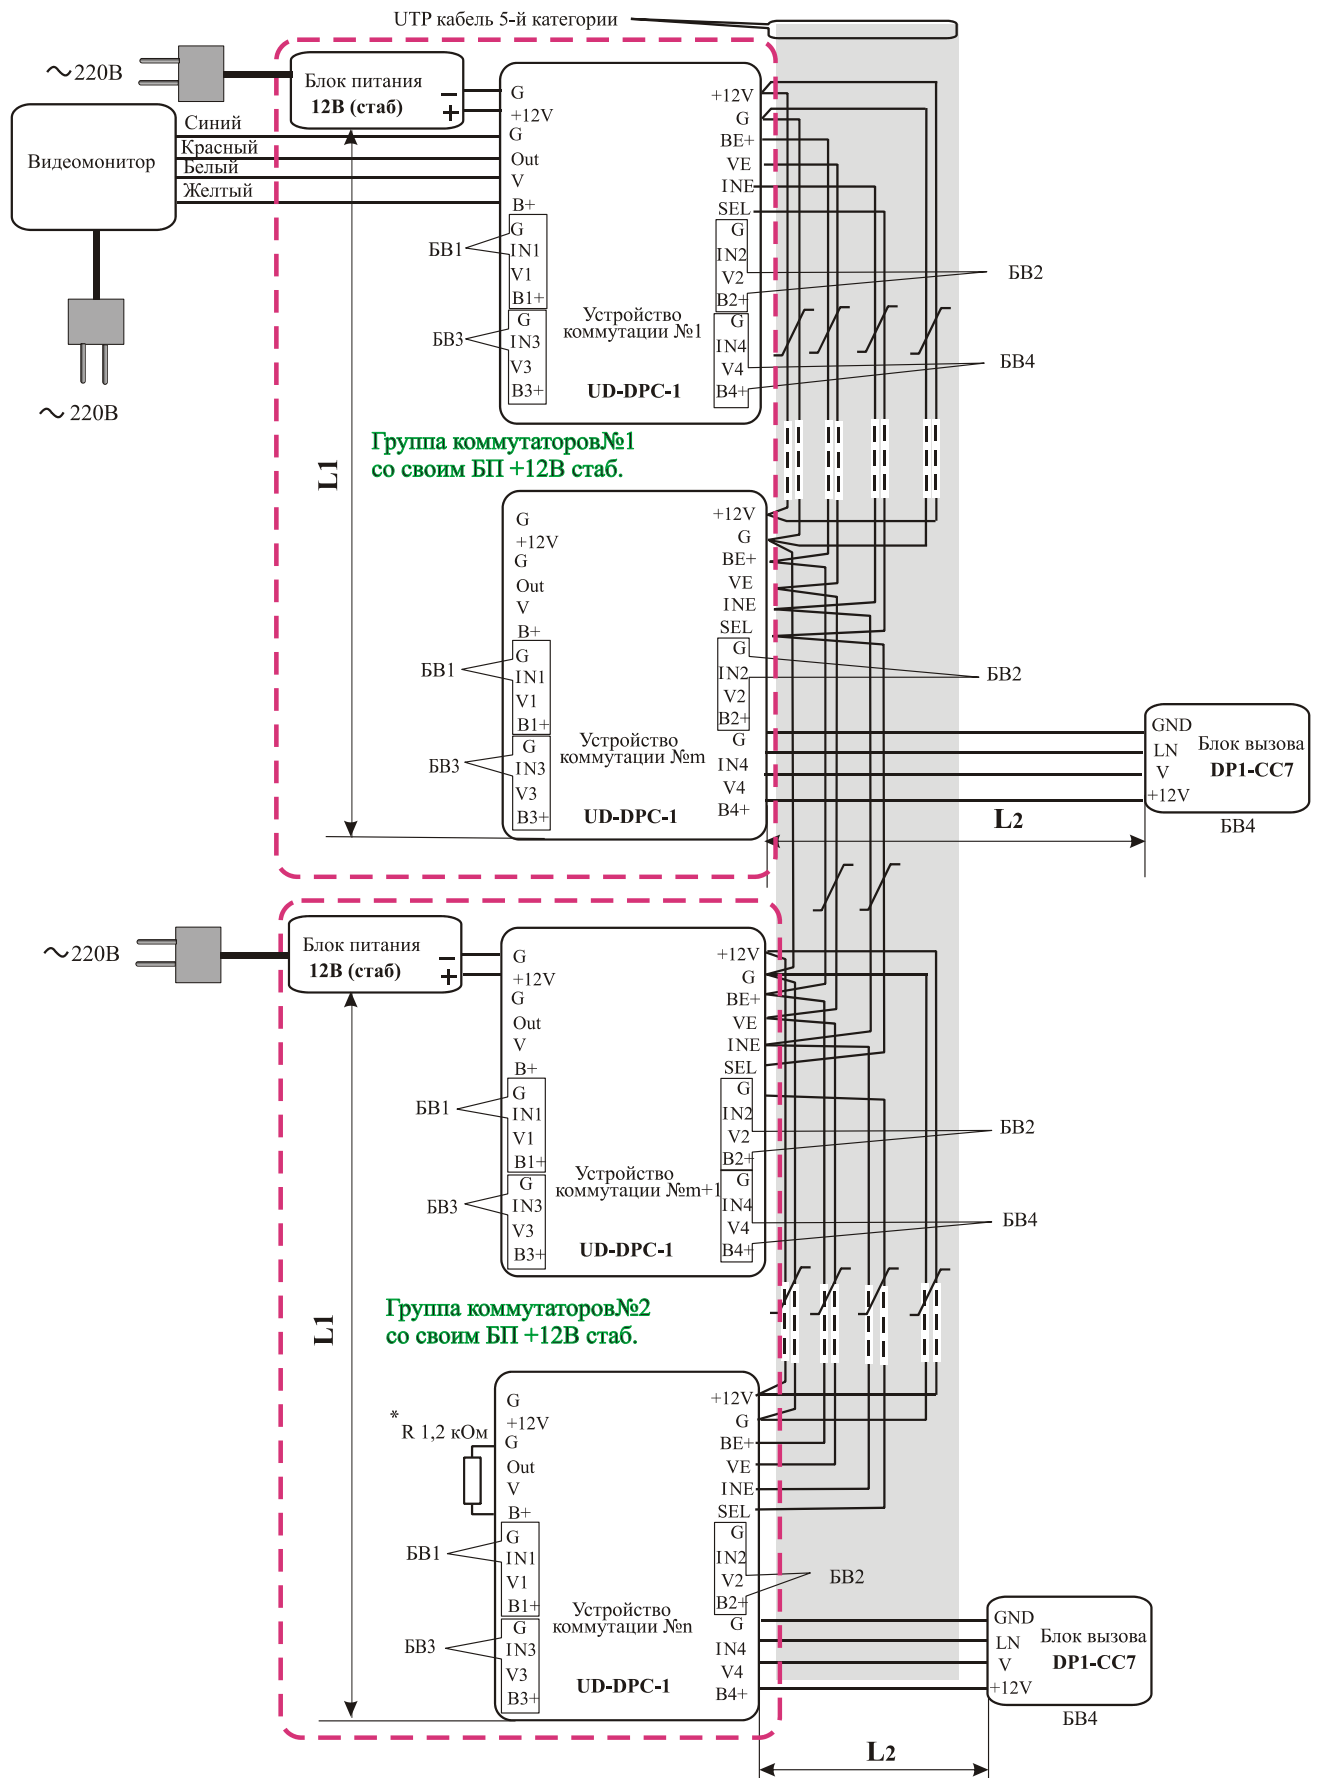 UTP кабель 5-й категории
~220В
Блок питания
12В (стаб)
−
+
Видеомонитор
Синий
Красный
Белый
Желтый
~220В
G
+12V
G
Out
V
B+
G
IN1
V1
B1+
G
IN3
V3
B3+
БВ1
БВ3
+12V
G
BE+
VE
INE
SEL
G
IN2
V2
B2+
G
IN4
V4
B4+
БВ2
БВ4
Устройство
коммутации №1
UD-DPC-1
L1
Группа коммутаторов№1
со своим БП +12В стаб.
G
+12V
G
Out
V
B+
G
IN1
V1
B1+
G
IN3
V3
B3+
БВ1
БВ3
+12V
G
BE+
VE
INE
SEL
G
IN2
V2
B2+
G
IN4
V4
B4+
БВ2
Устройство
коммутации №m
UD-DPC-1
GND
LN
V
+12V
Блок вызова
DP1-CC7
БВ4
L2
~220В
Блок питания
12В (стаб)
−
+
G
+12V
G
Out
V
B+
G
IN1
V1
B1+
G
IN3
V3
B3+
БВ1
БВ3
+12V
G
BE+
VE
INE
SEL
G
IN2
V2
B2+
G
IN4
V4
B4+
БВ2
БВ4
Устройство
коммутации №m+1
UD-DPC-1
L1
Группа коммутаторов№2
со своим БП +12В стаб.
*
R 1,2 кОм
G
+12V
G
Out
V
B+
G
IN1
V1
B1+
G
IN3
V3
B3+
БВ1
БВ3
+12V
G
BE+
VE
INE
SEL
G
IN2
V2
B2+
G
IN4
V4
B4+
БВ2
Устройство
коммутации №n
UD-DPC-1
GND
LN
V
+12V
Блок вызова
DP1-CC7
БВ4
L2